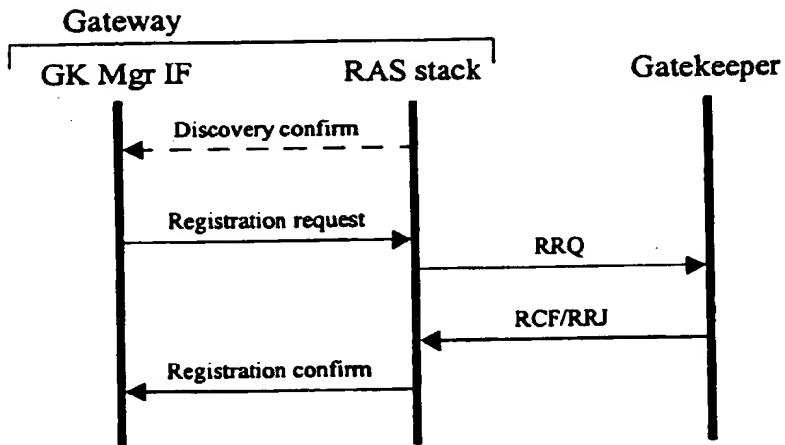 Gateway
GK Mgr IF
RAS stack
Gatekeeper
Discovery confirm
Registration request
RRQ
RCF/RRJ
Registration confirm